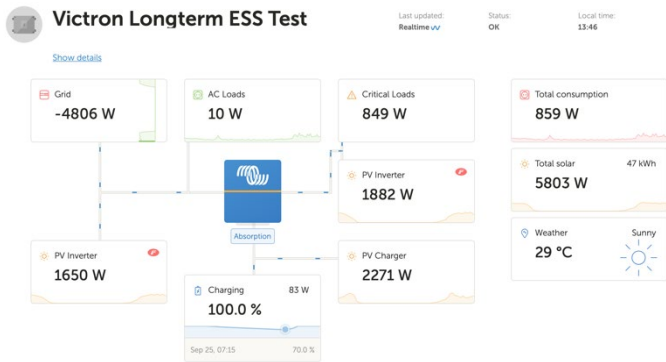 Victron Longterm ESS Test
Last updated:
Realtime
Status:
OK
Local time:
13:46
Show details
Grid
-4806 W
AC Loads
10 W
Critical Loads
849 W
Total consumption
859 W
PV Inverter
1882 W
Total solar
47 kWh
5803 W
Absorption
Weather
Sunny
29 °C
PV Inverter
1650 W
PV Charger
2271 W
Charging
83 W
100.0 %
Sep 25, 07:15
70.0 %